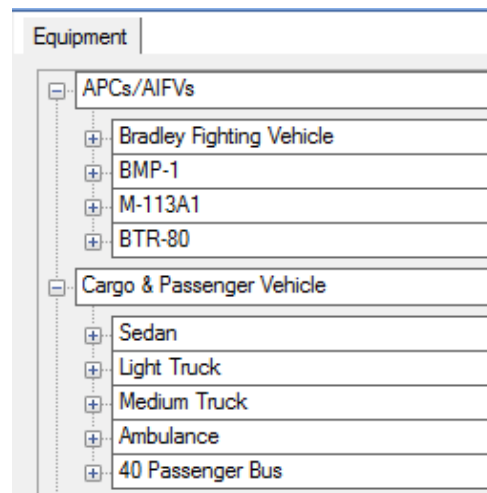 Equipment
APCs/AIFVs
Bradley Fighting Vehicle
BMP-1
M-113A1
BTR-80
Cargo & Passenger Vehicle
Sedan
Light Truck
Medium Truck
Ambulance
40 Passenger Bus